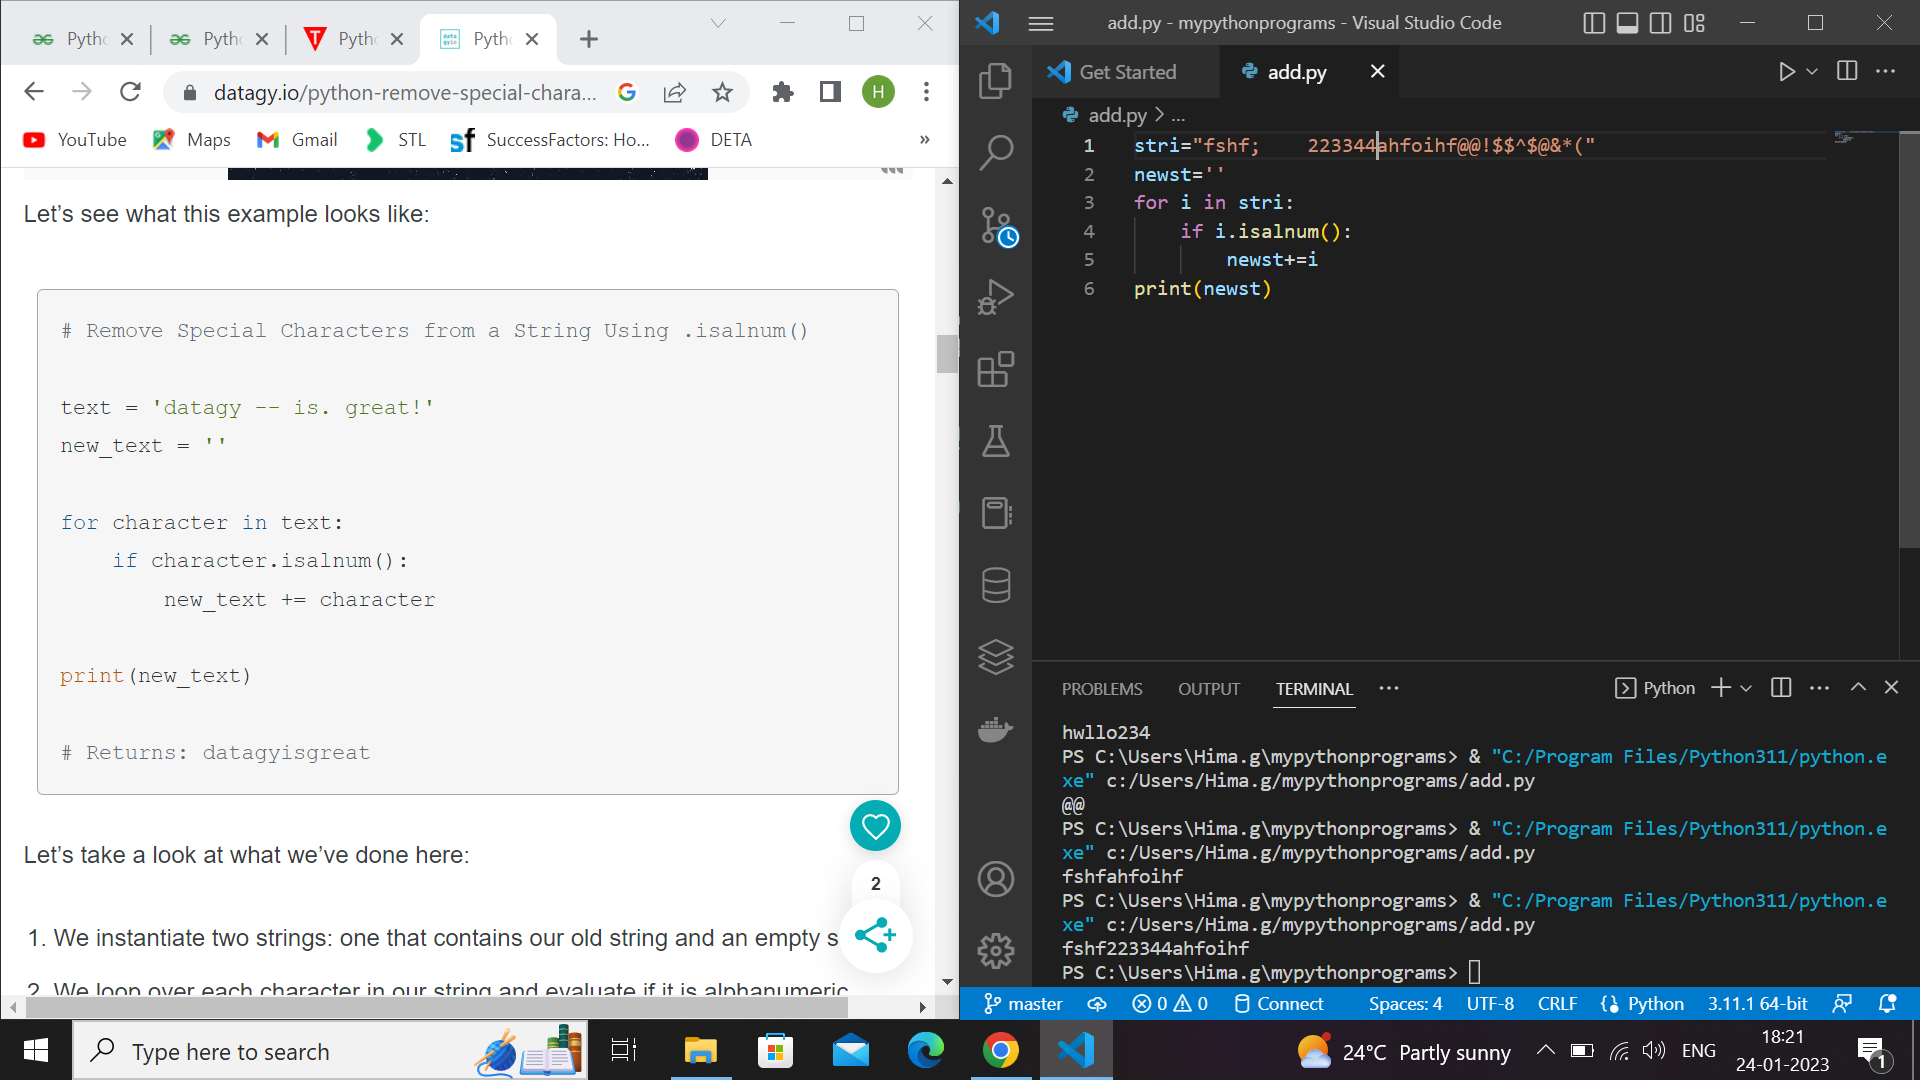 Pytho
Pytho
Pytho
Pytho
datagy.io/python-remove-special-chara...
H
YouTube
Maps
Gmail
STL
SuccessFactors: Ho...
DETA
»
Let’s see what this example looks like:
# Remove Special Characters from a String Using .isalnum()
text = 'datagy -- is. great!'
new_text = ''
for character in text:
    if character.isalnum():
        new_text += character
print(new_text)
# Returns: datagyisgreat
Let’s take a look at what we’ve done here:
2
1. We instantiate two strings: one that contains our old string and an empty s
2. We loop over each character in our string and evaluate if it is alphanumeric
add.py - mypythonprograms - Visual Studio Code
Get Started
add.py
add.py > ...
1 stri="fshf;    223344ahfoihf@@!$$^$@&*("
2 newst=''
3 for i in stri:
4     if i.isalnum():
5         newst+=i
6 print(newst)
PROBLEMS OUTPUT TERMINAL ...
Python
hwllo234
PS C:\Users\Hima.g\mypythonprograms> & "C:/Program Files/Python311/python.e
xe" c:/Users/Hima.g/mypythonprograms/add.py
@@
PS C:\Users\Hima.g\mypythonprograms> & "C:/Program Files/Python311/python.e
xe" c:/Users/Hima.g/mypythonprograms/add.py
fshfahfoihf
PS C:\Users\Hima.g\mypythonprograms> & "C:/Program Files/Python311/python.e
xe" c:/Users/Hima.g/mypythonprograms/add.py
fshf223344ahfoihf
PS C:\Users\Hima.g\mypythonprograms>
master 0 0 Connect Spaces: 4 UTF-8 CRLF Python 3.11.1 64-bit
Type here to search
24°C Partly sunny
ENG
18:21
24-01-2023
1